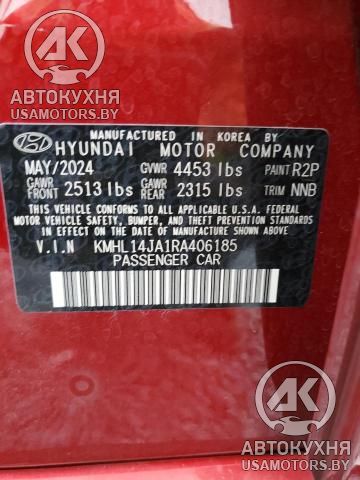 AK
АВТОКУХНЯ
USAMOTORS.BY
MANUFACTURED IN KOREA BY
HYUNDAI MOTOR COMPANY
MAY/2024 GVWR 4453 lbs PAINT R2P
GAWR FRONT 2513 lbs GAWR REAR 2315 lbs TRIM NNB
THIS VEHICLE CONFORMS TO ALL APPLICABLE U.S. FEDERAL
MOTOR VEHICLE SAFETY, BUMPER, AND THEFT PREVENTION STANDARDS
IN EFFECT ON THE DATE OF MANUFACTURE SHOWN ABOVE.
V.I.N KMHL14JA1RA406185
PASSENGER CAR
AK
АВТОКУХНЯ
USAMOTORS.BY